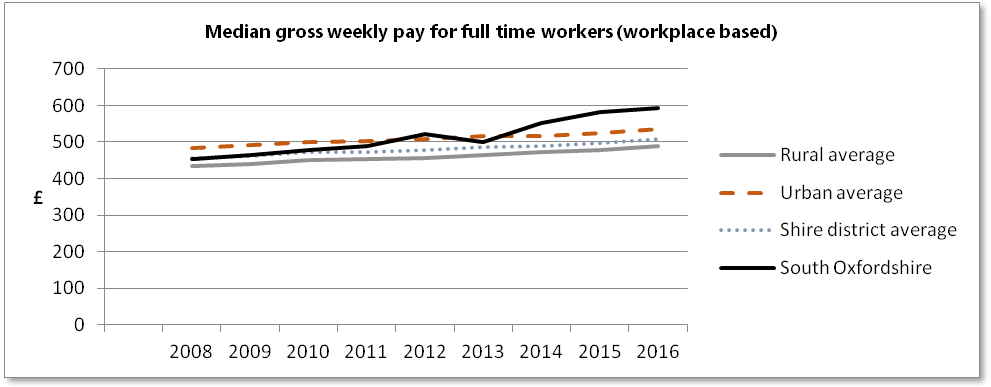 Median gross weekly pay for full time workers (workplace based)
700
600
500
400
300
200
100
0
£
2008 2009 2010 2011 2012 2013 2014 2015 2016
Rural average
Urban average
Shire district average
South Oxfordshire